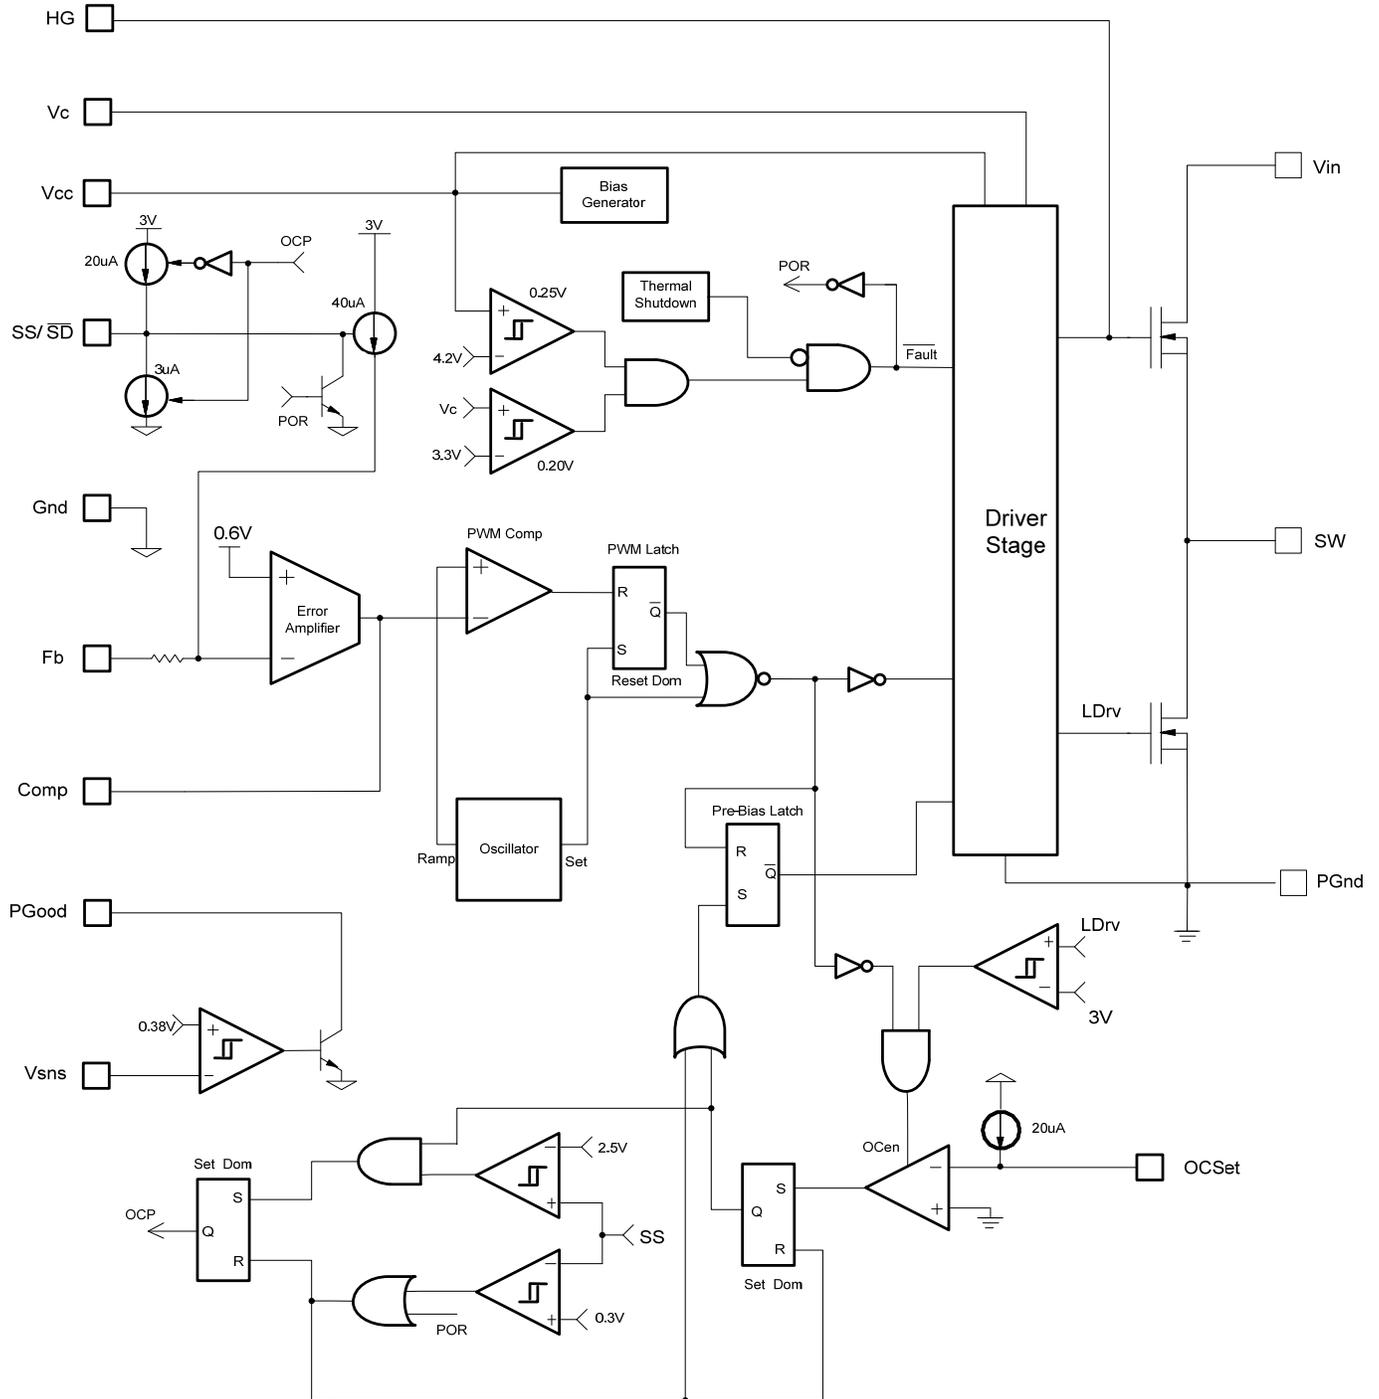 HG
Vc
Vcc
Bias
Generator
Vin
3V
20uA
OCP
3V
40uA
SS/SD
3uA
POR
0.25V
+
4.2V
−
Vc
+
3.3V
−
0.20V
Thermal
Shutdown
POR
Fault
Driver
Stage
Gnd
0.6V
+
Error
Amplifier
−
Fb
PWM Comp
+
−
PWM Latch
R
Q
S
Reset Dom
SW
LDrv
Comp
Ramp
Oscillator
Set
Pre-Bias Latch
R
Q
S
PGnd
PGood
LDrv
+
−
3V
0.38V
+
−
Vsns
OCen
20uA
−
+
OCSet
Set Dom
S
Q
R
OCP
−
2.5V
+
SS
−
+
0.3V
POR
S
Q
R
Set Dom